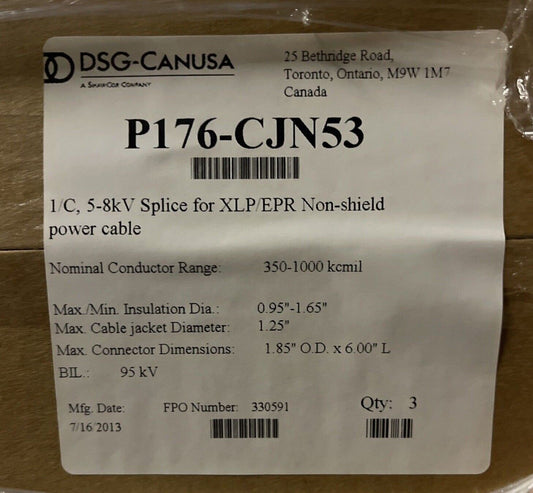 DSG-CANUSA
A SHAWCOR COMPANY
25 Bethridge Road,
Toronto, Ontario, M9W 1M7
Canada
P176-CJN53
1/C, 5-8kV Splice for XLP/EPR Non-shield
power cable
Nominal Conductor Range: 350-1000 kcmil
Max./Min. Insulation Dia.: 0.95"-1.65"
Max. Cable jacket Diameter: 1.25"
Max. Connector Dimensions: 1.85" O.D. x 6.00" L
BIL.: 95 kV
Mfg. Date: FPO Number: 330591 Qty: 3
7/16/2013